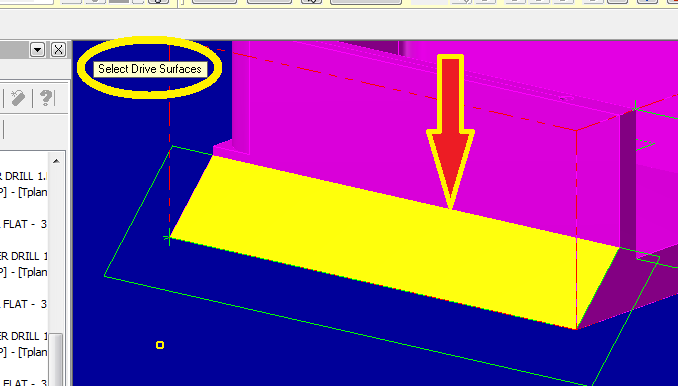 Select Drive Surfaces
ER DRILL 1.
P] - [Tplan
FLAT - 3
ER DRILL 1
P] - [Tplan
FLAT - 3
ER DRILL 1
P] - [Tplan
FLAT - 3